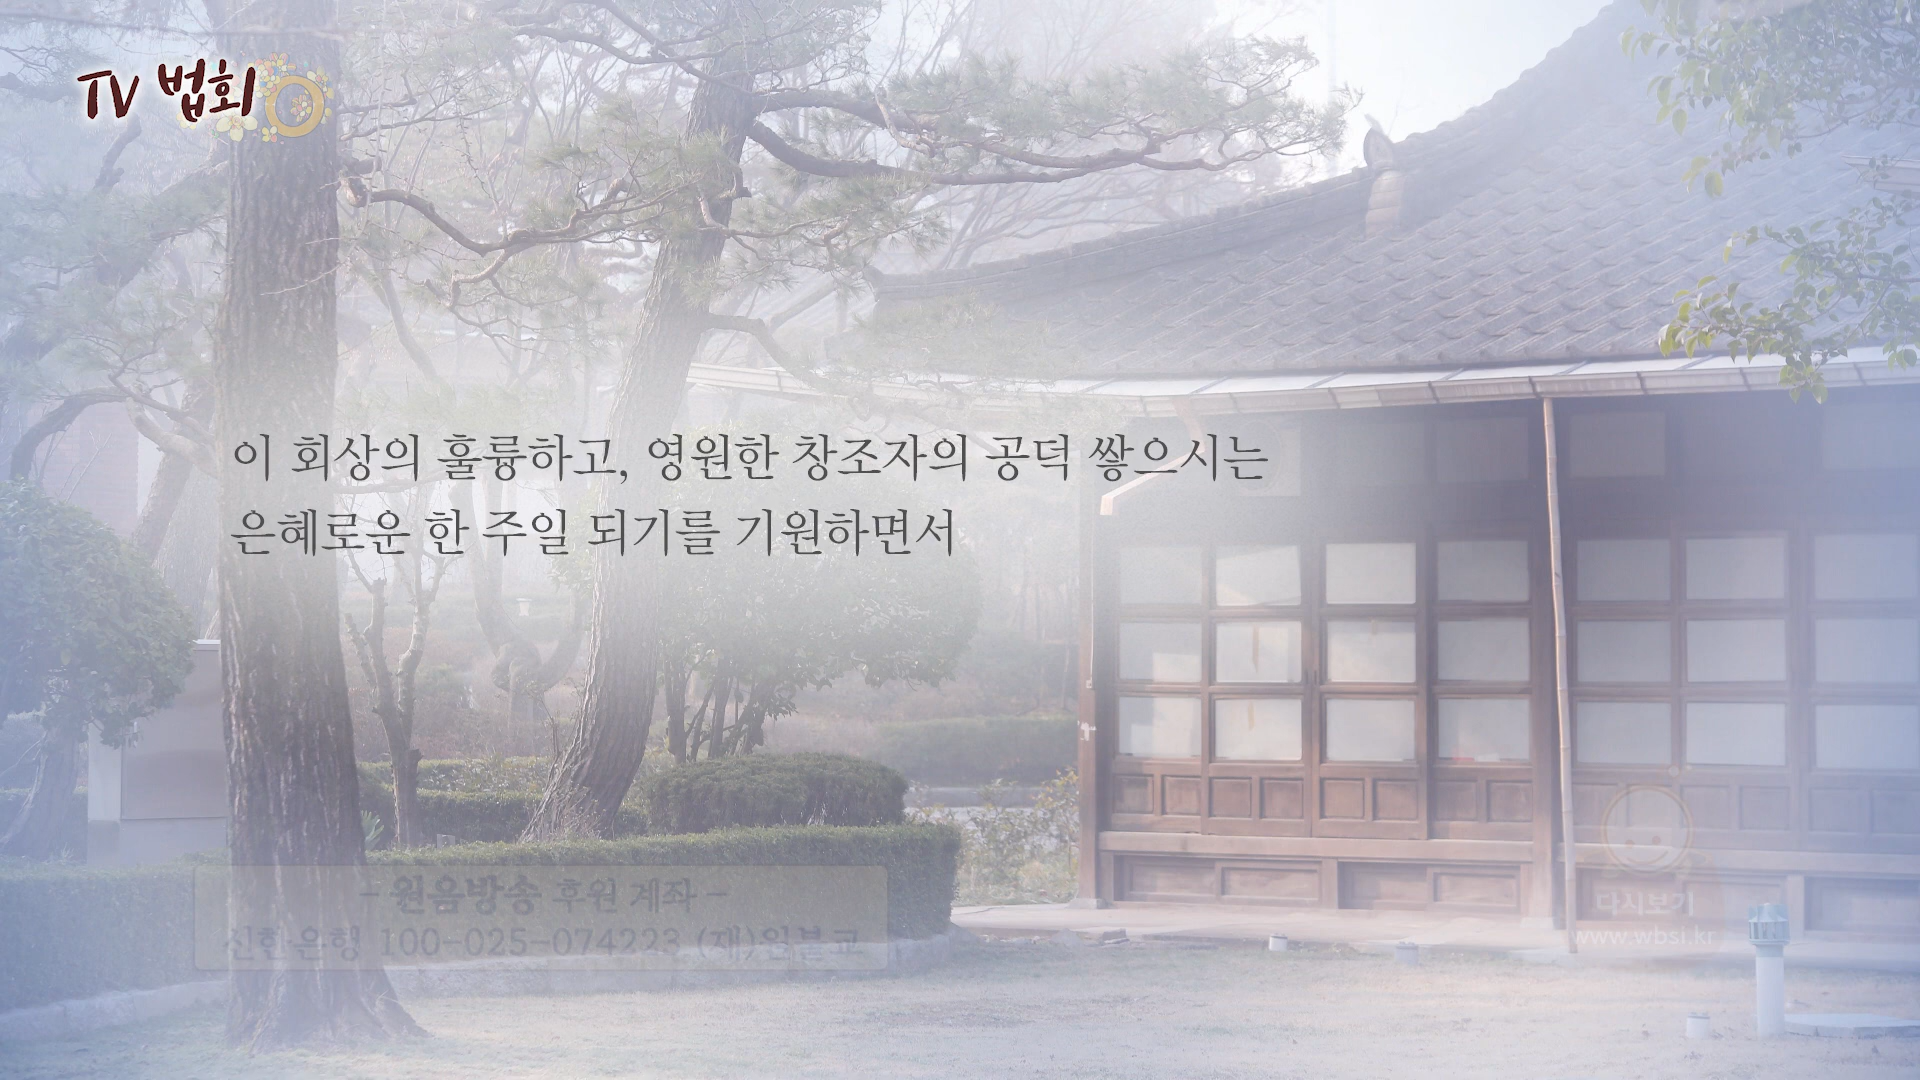 TV 법회
이 회상의 훌륭하고, 영원한 창조자의 공덕 쌓으시는
은혜로운 한 주일 되기를 기원하면서
- 원음방송 후원 계좌 -
신한은행 100-025-074223 (재)원불교
다시보기
www.wbsi.kr